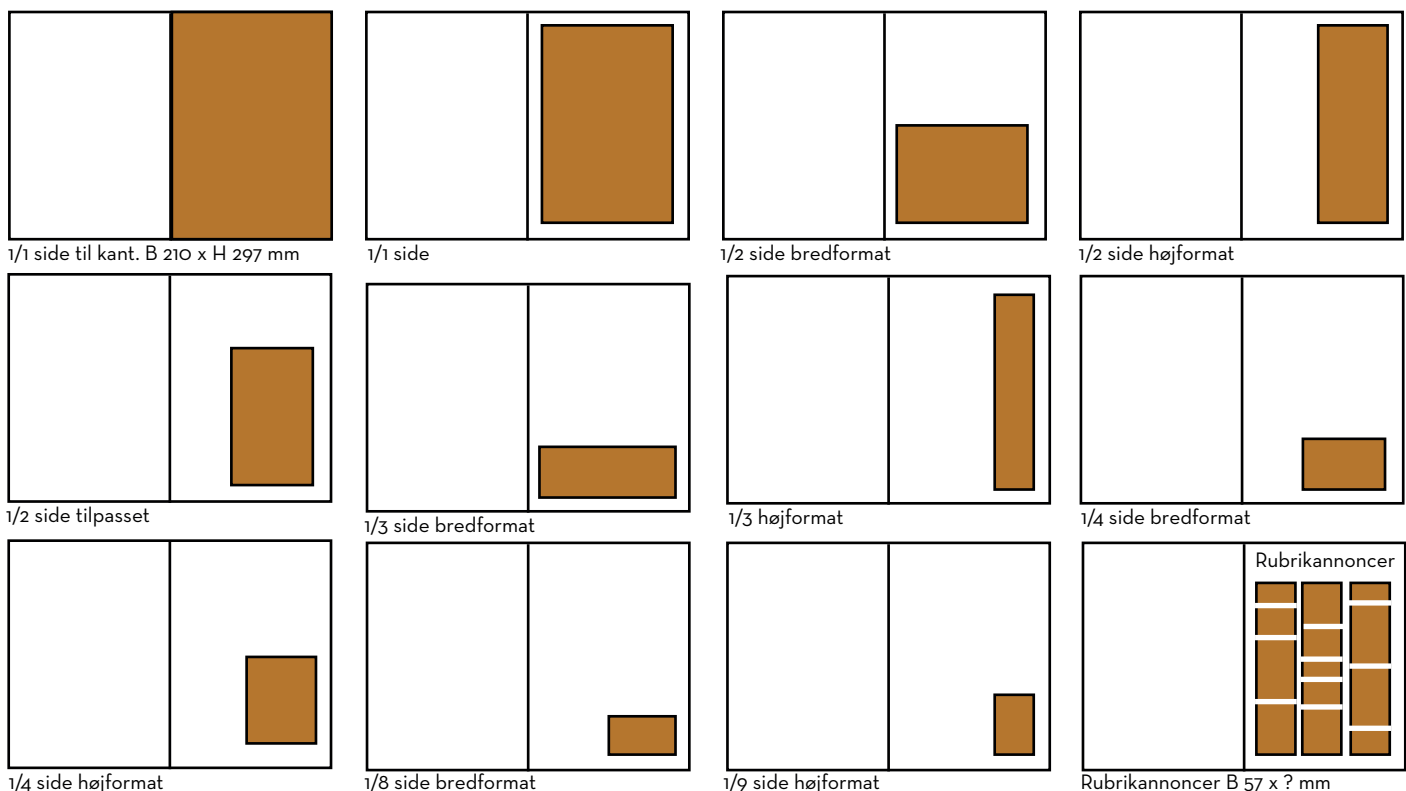 1/1 side til kant. B 210 x H 297 mm
1/1 side
1/2 side bredformat
1/2 side højformat
1/2 side tilpasset
1/3 side bredformat
1/3 højformat
1/4 side bredformat
Rubrikannoncer
1/4 side højformat
1/8 side bredformat
1/9 side højformat
Rubrikannoncer B 57 x ? mm